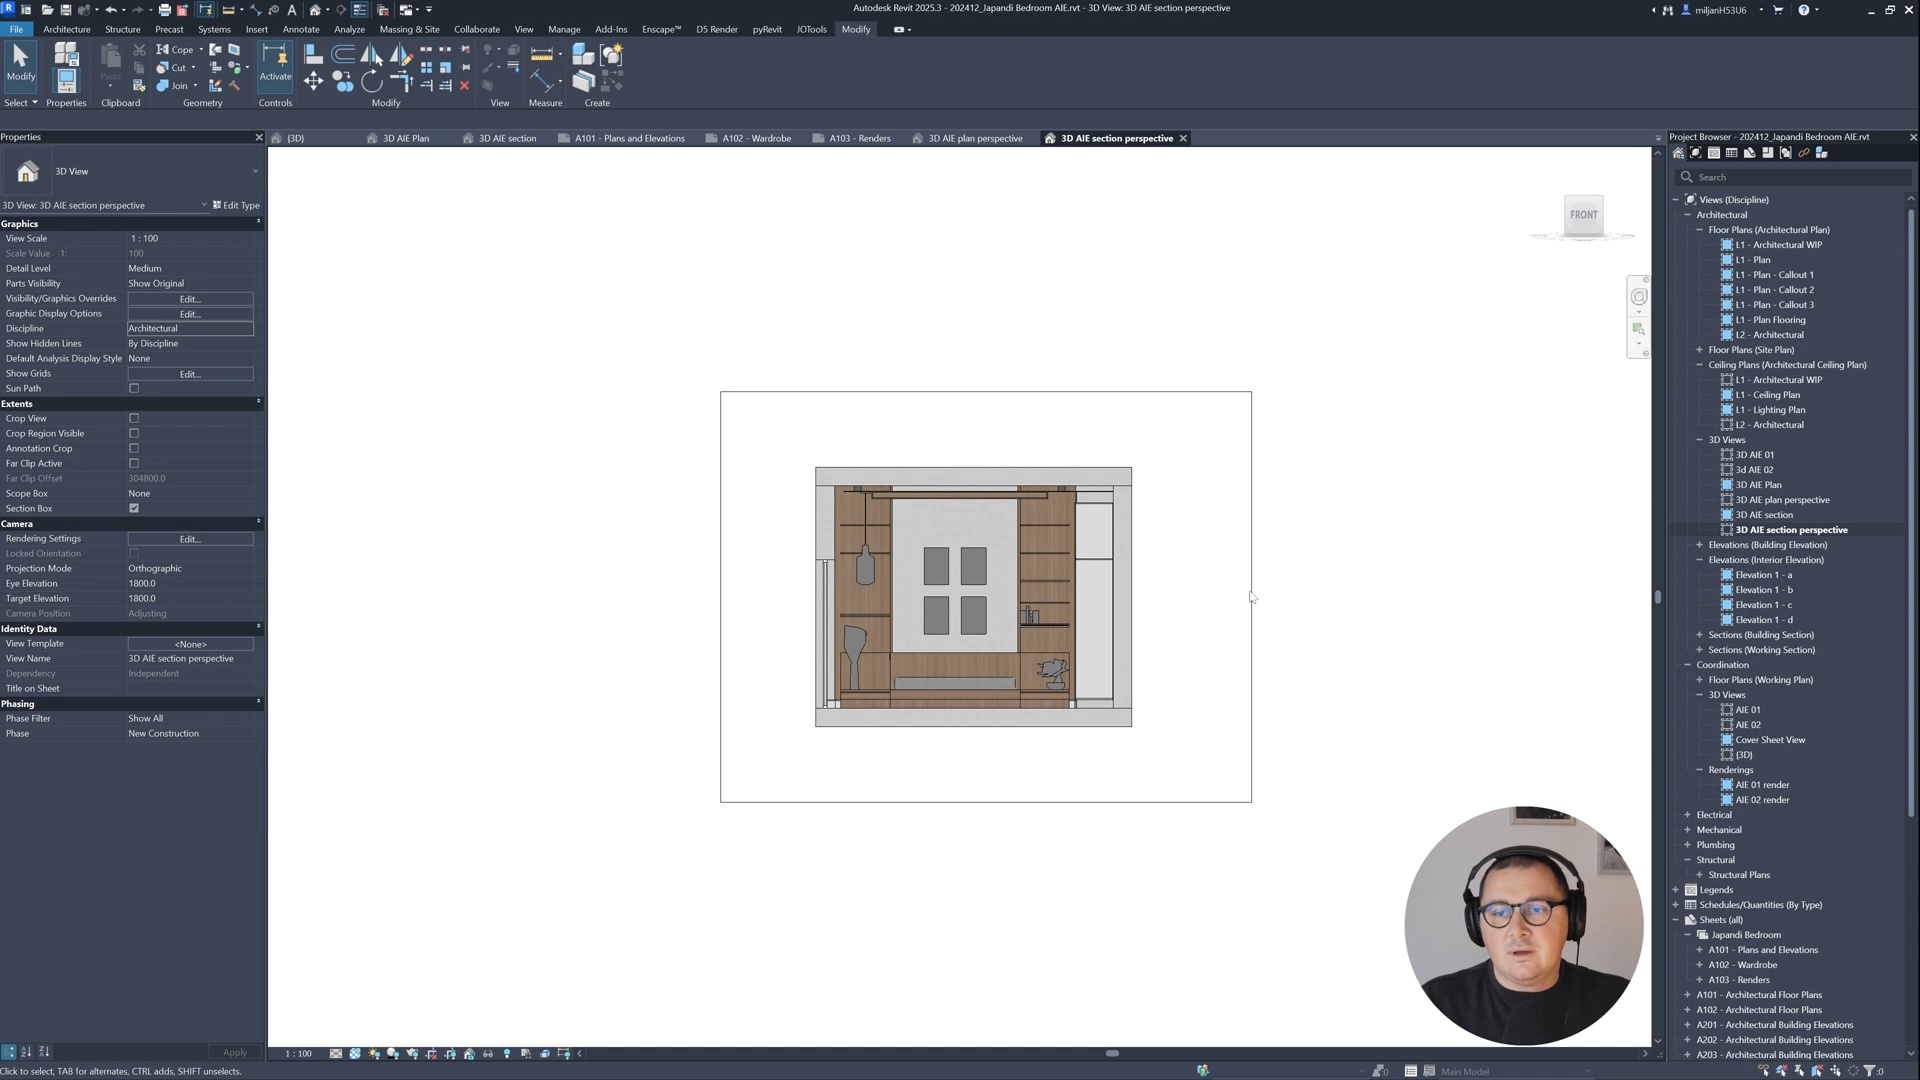 Autodesk Revit 2025.3 - 202412_Japandi Bedroom AIE.rvt - 3D View: 3D AIE section perspective
miljanH53U6
File Architecture Structure Precast Systems Insert Annotate Analyze Massing & Site Collaborate View Manage Add-Ins Enscape™ D5 Render pyRevit JOTools Modify
Modify Paste Cope Cut Join Activate
Select Properties Clipboard Geometry Controls Modify View Measure Create
Properties
{3D} 3D AIE Plan 3D AIE section A101 - Plans and Elevations A102 - Wardrobe A103 - Renders 3D AIE plan perspective 3D AIE section perspective
3D View
3D View: 3D AIE section perspective Edit Type
Graphics
View Scale 1 : 100
Scale Value 1: 100
Detail Level Medium
Parts Visibility Show Original
Visibility/Graphics Overrides Edit...
Graphic Display Options Edit...
Discipline Architectural
Show Hidden Lines By Discipline
Default Analysis Display Style None
Show Grids Edit...
Sun Path
Extents
Crop View
Crop Region Visible
Annotation Crop
Far Clip Active
Far Clip Offset 304800.0
Scope Box None
Section Box
Camera
Rendering Settings Edit...
Locked Orientation
Projection Mode Orthographic
Eye Elevation 1800.0
Target Elevation 1800.0
Camera Position Adjusting
Identity Data
View Template <None>
View Name 3D AIE section perspective
Dependency Independent
Title on Sheet
Phasing
Phase Filter Show All
Phase New Construction
Apply
FRONT
Project Browser - 202412_Japandi Bedroom AIE.rvt
Search
Views (Discipline)
Architectural
Floor Plans (Architectural Plan)
L1 - Architectural WIP
L1 - Plan
L1 - Plan - Callout 1
L1 - Plan - Callout 2
L1 - Plan - Callout 3
L1 - Plan Flooring
L2 - Architectural
Floor Plans (Site Plan)
Ceiling Plans (Architectural Ceiling Plan)
L1 - Architectural WIP
L1 - Ceiling Plan
L1 - Lighting Plan
L2 - Architectural
3D Views
3D AIE 01
3d AIE 02
3D AIE Plan
3D AIE plan perspective
3D AIE section
3D AIE section perspective
Elevations (Building Elevation)
Elevations (Interior Elevation)
Elevation 1 - a
Elevation 1 - b
Elevation 1 - c
Elevation 1 - d
Sections (Building Section)
Sections (Working Section)
Coordination
Floor Plans (Working Plan)
3D Views
AIE 01
AIE 02
Cover Sheet View
{3D}
Renderings
AIE 01 render
AIE 02 render
Electrical
Mechanical
Plumbing
Structural
Structural Plans
Legends
Schedules/Quantities (By Type)
Sheets (all)
Japandi Bedroom
A101 - Plans and Elevations
A102 - Wardrobe
A103 - Renders
A101 - Architectural Floor Plans
A102 - Architectural Floor Plans
A201 - Architectural Building Elevations
A202 - Architectural Building Elevations
A203 - Architectural Building Elevations
1 : 100
Click to select, TAB for alternates, CTRL adds, SHIFT unselects.
:0 Main Model :0